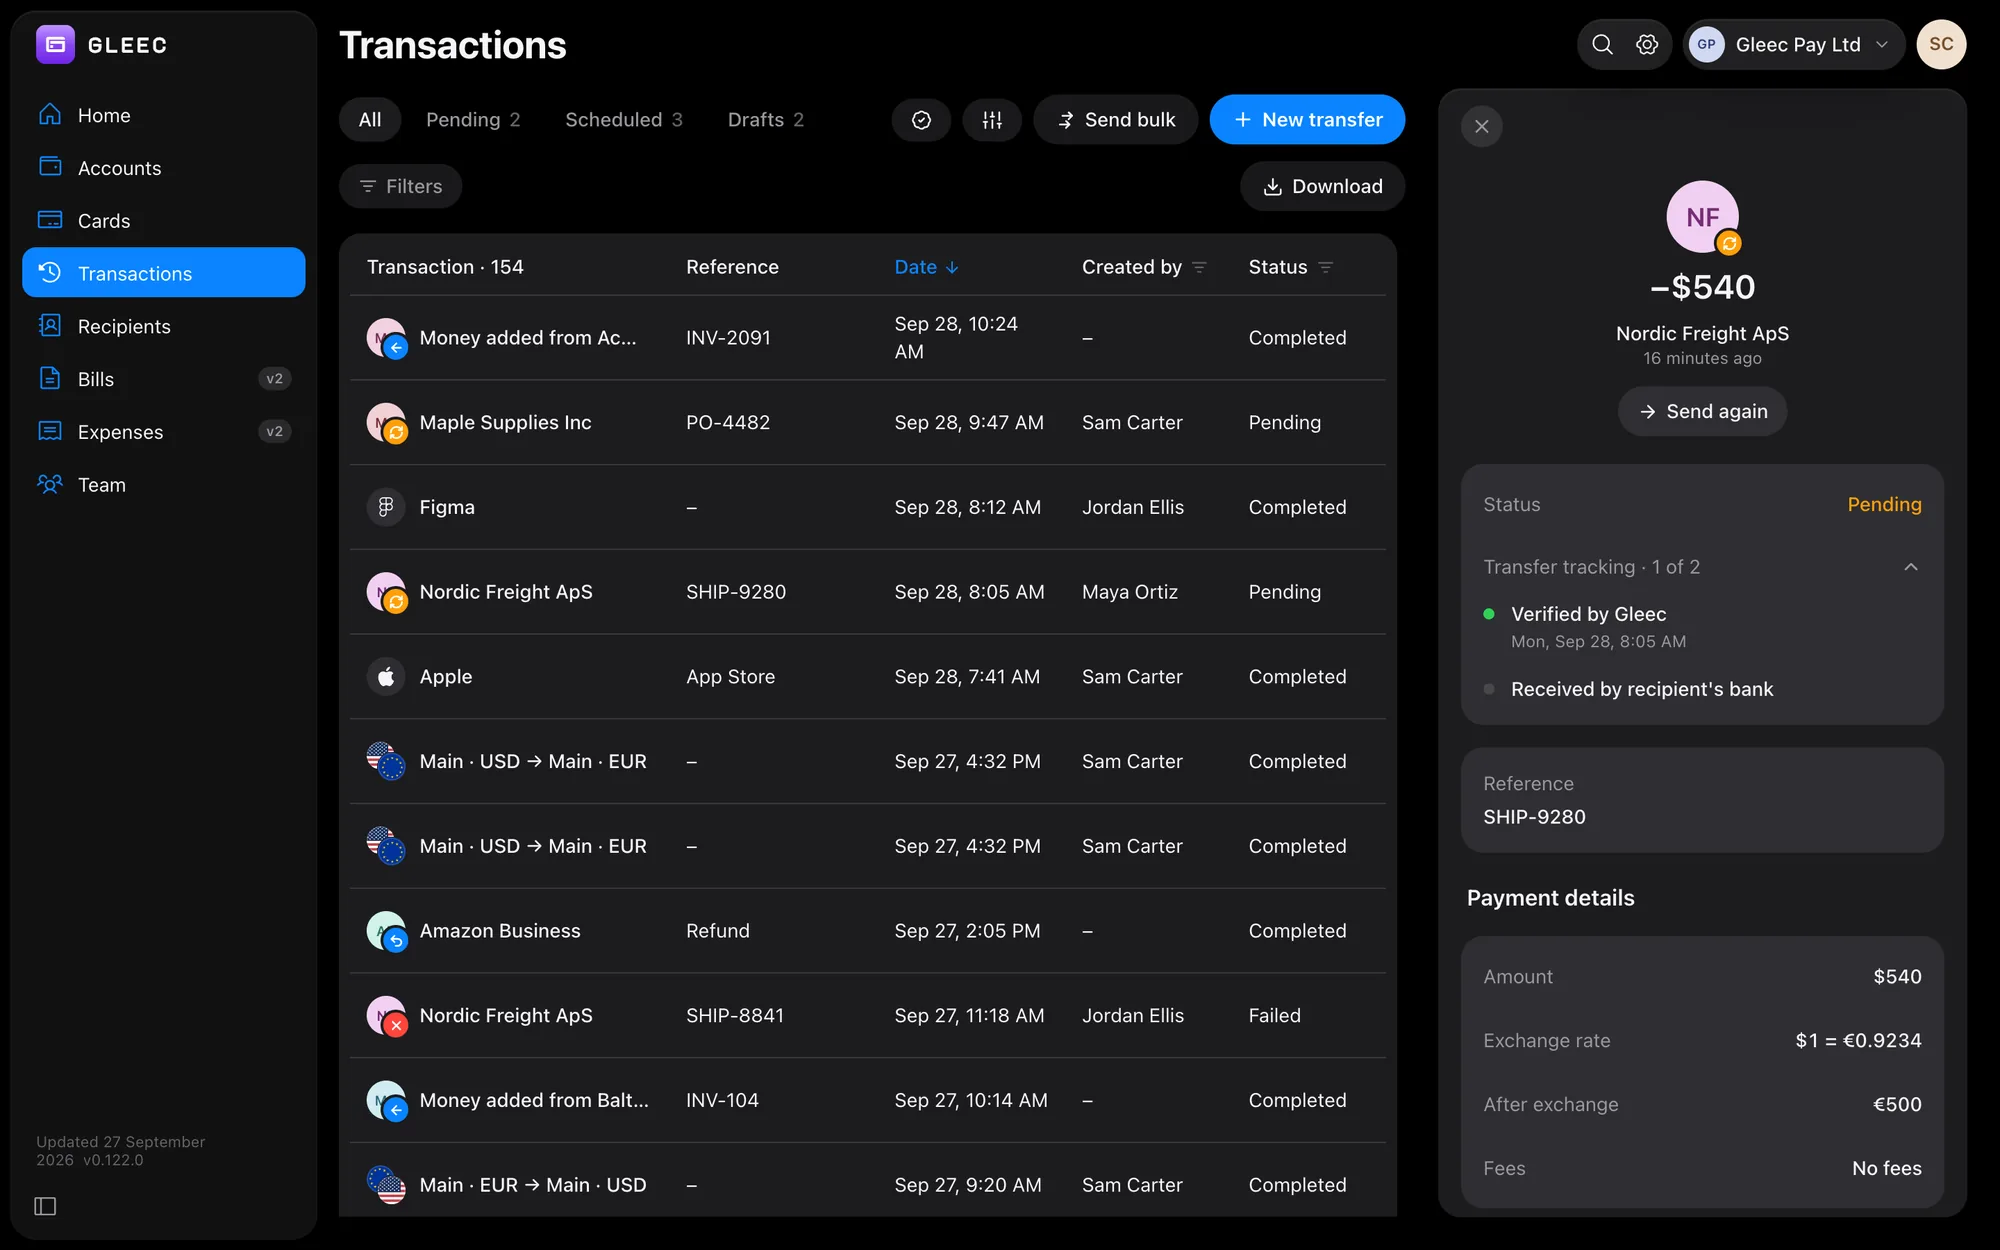 GLEEC
Home
Accounts
Cards
Transactions
Recipients
Bills v2
Expenses v2
Team
Updated 27 September
2026 v0.122.0
Transactions
GP Gleec Pay Ltd
SC
All Pending 2 Scheduled 3 Drafts 2
Send bulk
+ New transfer
Filters
Download
Transaction · 154 Reference Date ↓ Created by Status
Money added from Ac... INV-2091 Sep 28, 10:24 AM – Completed
Maple Supplies Inc PO-4482 Sep 28, 9:47 AM Sam Carter Pending
Figma – Sep 28, 8:12 AM Jordan Ellis Completed
Nordic Freight ApS SHIP-9280 Sep 28, 8:05 AM Maya Ortiz Pending
Apple App Store Sep 28, 7:41 AM Sam Carter Completed
Main · USD → Main · EUR – Sep 27, 4:32 PM Sam Carter Completed
Main · USD → Main · EUR – Sep 27, 4:32 PM Sam Carter Completed
Amazon Business Refund Sep 27, 2:05 PM – Completed
Nordic Freight ApS SHIP-8841 Sep 27, 11:18 AM Jordan Ellis Failed
Money added from Balt... INV-104 Sep 27, 10:14 AM – Completed
Main · EUR → Main · USD – Sep 27, 9:20 AM Sam Carter Completed
NF
–$540
Nordic Freight ApS
16 minutes ago
→ Send again
Status Pending
Transfer tracking · 1 of 2
Verified by Gleec
Mon, Sep 28, 8:05 AM
Received by recipient's bank
Reference
SHIP-9280
Payment details
Amount $540
Exchange rate $1 = €0.9234
After exchange €500
Fees No fees